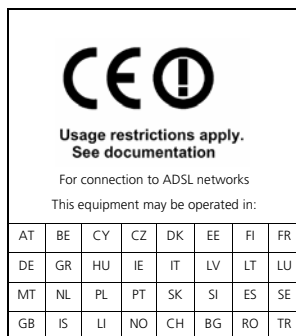 CE
Usage restrictions apply.
See documentation
For connection to ADSL networks
This equipment may be operated in:
AT BE CY CZ DK EE FI FR
DE GR HU IE IT LV LT LU
MT NL PL PT SK SI ES SE
GB IS LI NO CH BG RO TR